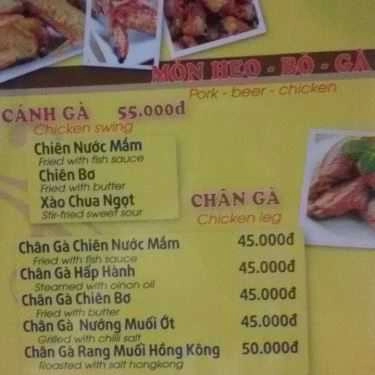 MÓN HEO - BÒ - GÀ
Pork - beer - chicken
CÁNH GÀ 55.000đ
Chicken swing
Chiên Nước Mắm
Fried with fish sauce
Chiên Bơ
Fried with butter
Xào Chua Ngọt
Stir-fried sweet sour
CHÂN GÀ
Chicken leg
Chân Gà Chiên Nước Mắm 45.000đ
Fried with fish sauce
Chân Gà Hấp Hành 45.000đ
Steamed with oinon oil
Chân Gà Chiên Bơ 45.000đ
Fried with butter
Chân Gà Nướng Muối Ớt 45.000đ
Grilled with chilli salt
Chân Gà Rang Muối Hồng Kông 50.000đ
Roasted with salt hongkong